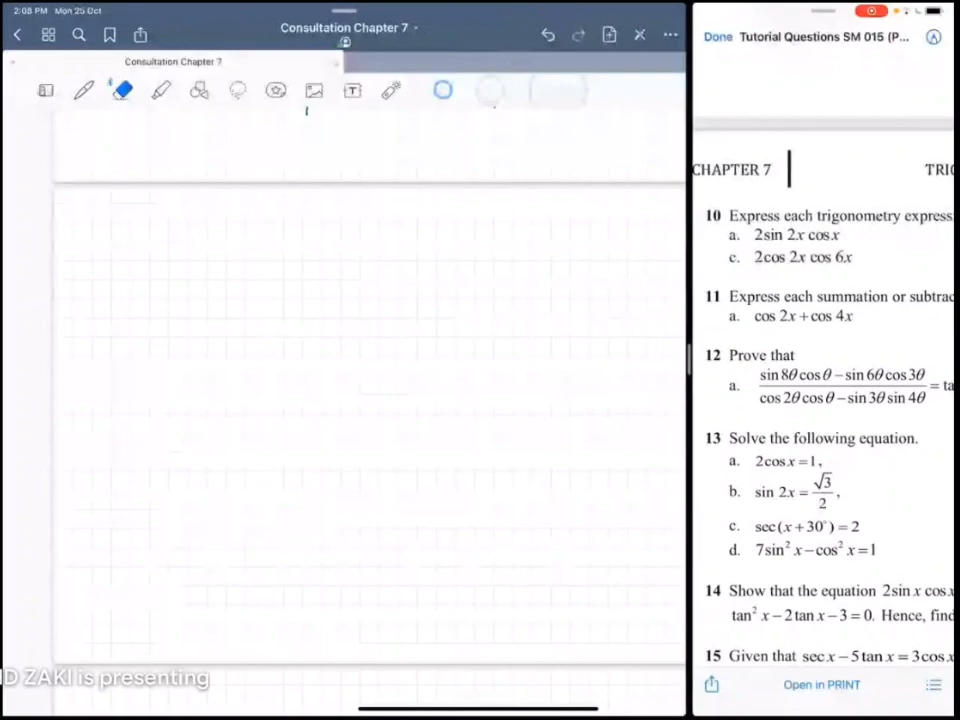 2:08 PM Mon 25 Oct
Consultation Chapter 7
Consultation Chapter 7
T
D ZAKI is presenting
Done Tutorial Questions SM 015 (P...
CHAPTER 7 TRIG
10 Express each trigonometry express
a. 2sin 2x cos x
c. 2cos 2x cos 6x
11 Express each summation or subtrac
a. cos 2x + cos 4x
12 Prove that
a. (sin 8θ cos θ − sin 6θ cos 3θ)/(cos 2θ cos θ − sin 3θ sin 4θ) = ta
13 Solve the following equation.
a. 2cos x = 1,
b. sin 2x = √3/2,
c. sec(x + 30°) = 2
d. 7sin² x − cos² x = 1
14 Show that the equation 2sin x cos x
tan² x − 2 tan x − 3 = 0. Hence, find
15 Given that sec x − 5 tan x = 3cos x
Open in PRINT